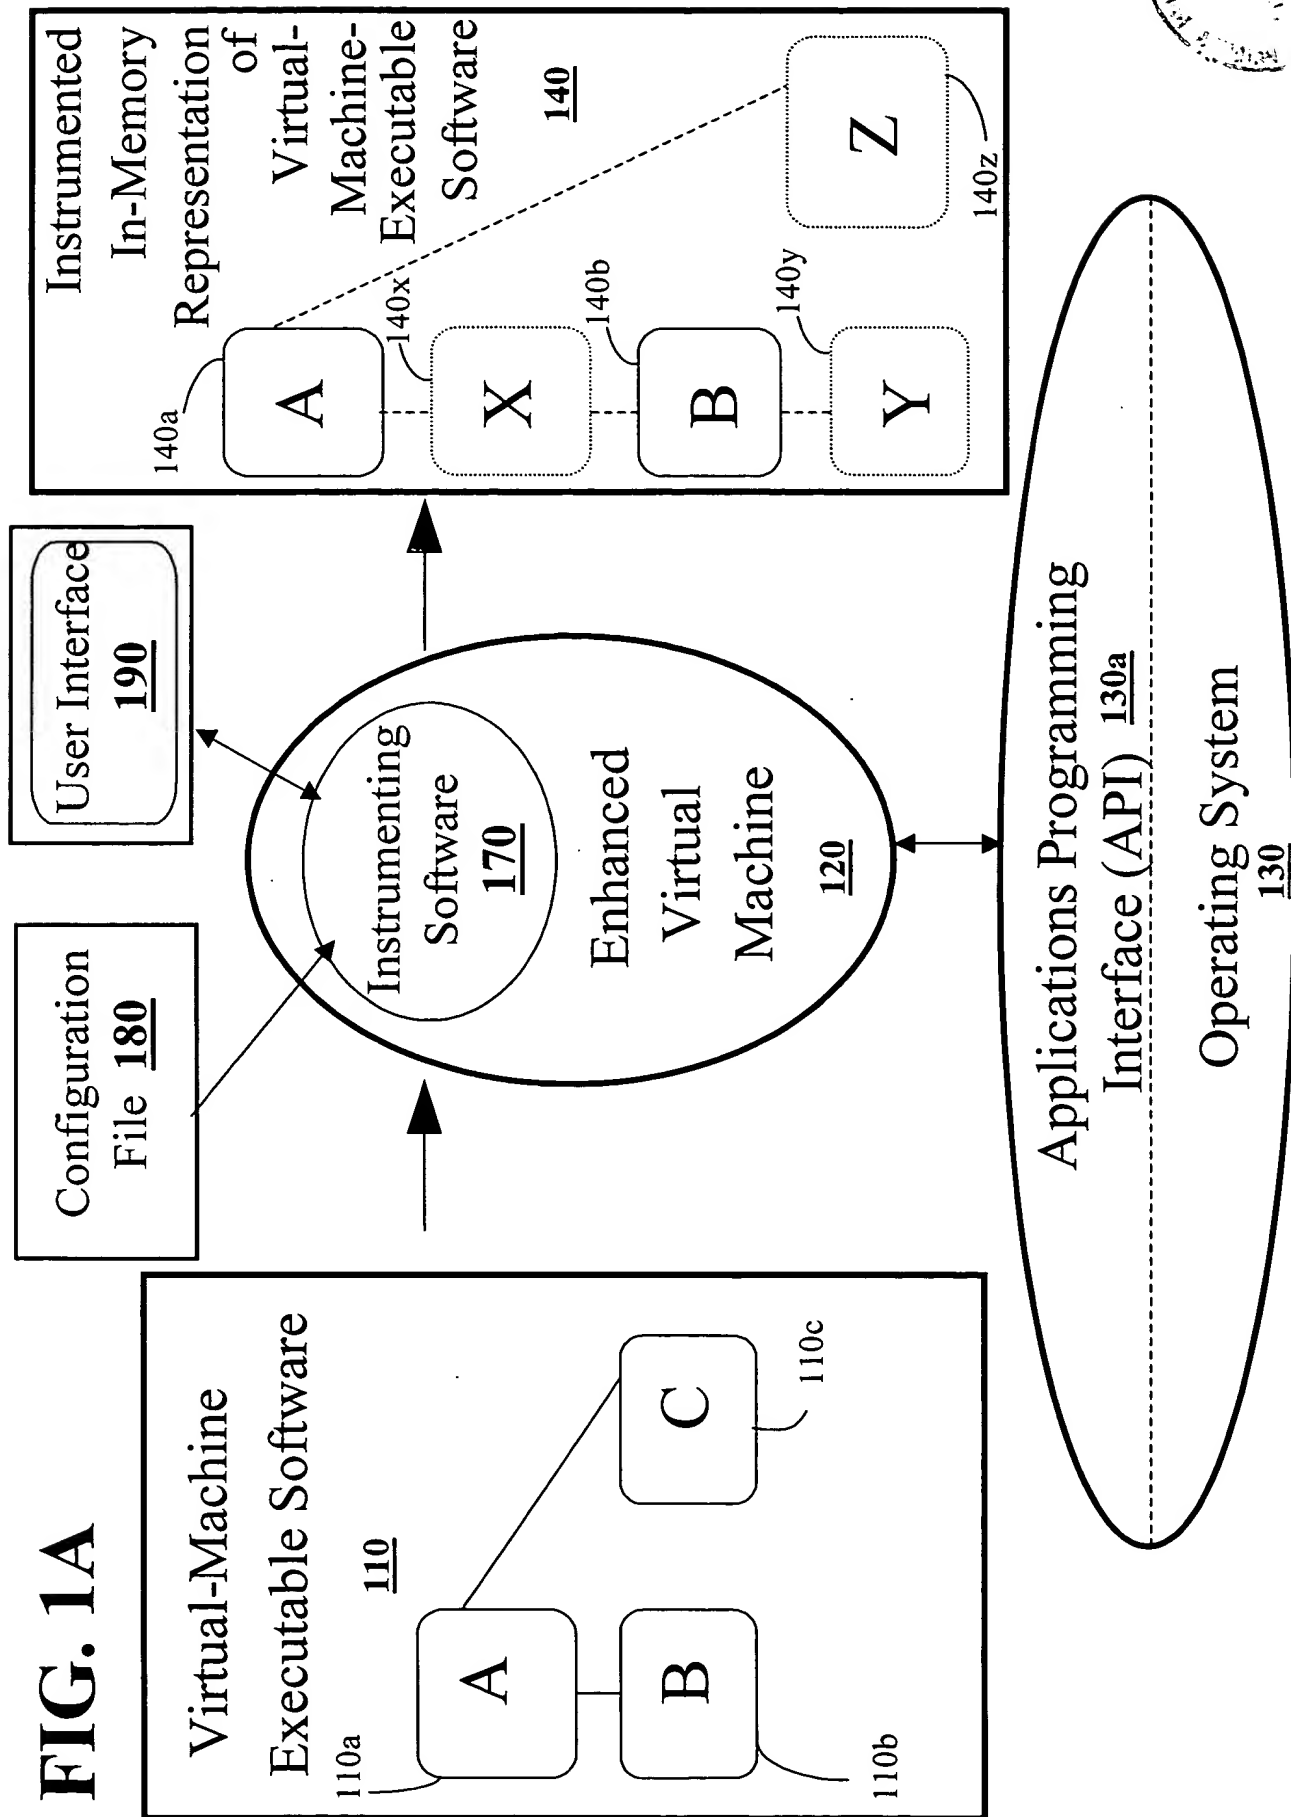 FIG. 1A
Virtual-Machine
Executable Software
110
A
110a
B
110b
C
110c
Configuration
File 180
User Interface
190
Instrumenting
Software
170
Enhanced
Virtual
Machine
120
Instrumented
In-Memory
Representation
of
Virtual-
Machine-
Executable
Software
140
140a
A
140x
X
140b
B
140y
Y
Z
140z
Applications Programming
Interface (API) 130a
Operating System
130